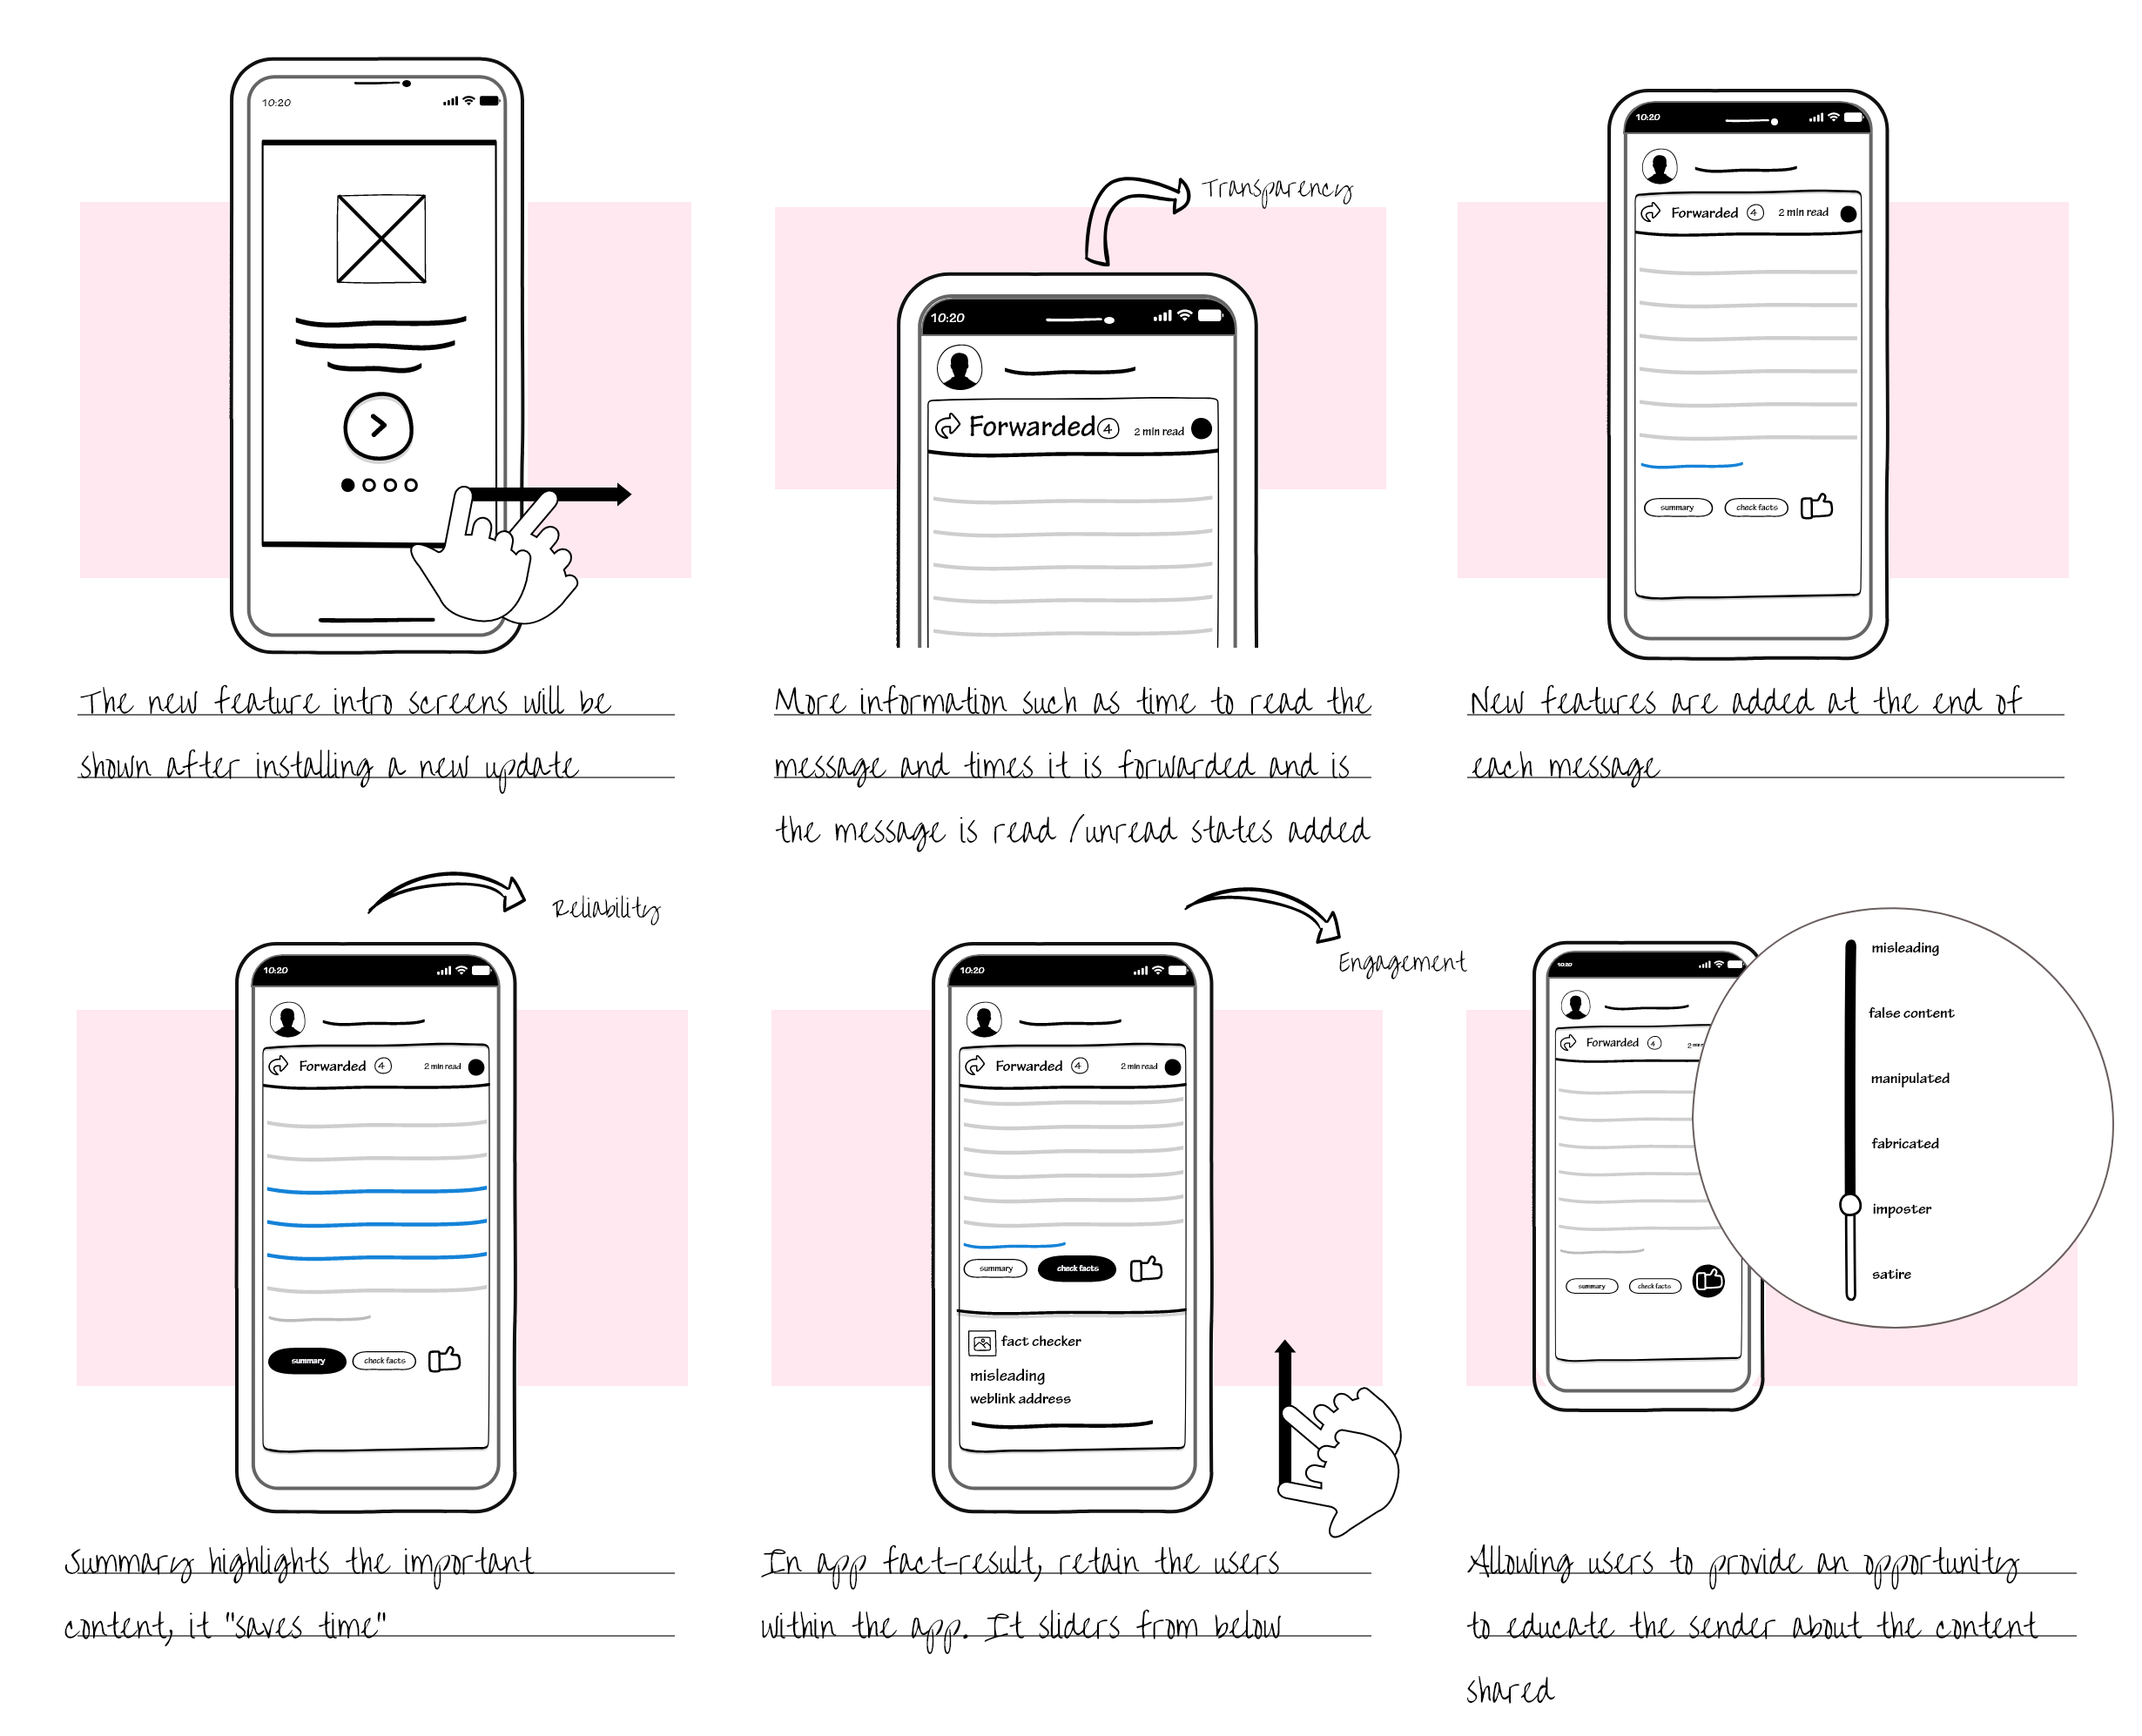 10:20
The new feature intro screens will be
shown after installing a new update
Transparency
10:20
Forwarded 4 2 min read
More information such as time to read the
message and times it is forwarded and is
the message is read /unread states added
10:20
Forwarded 4 2 min read
summary check facts
New features are added at the end of
each message
Reliability
10:20
Forwarded 4 2 min read
summary check facts
Summary highlights the important
content, it "saves time"
Engagement
10:20
Forwarded 4 2 min read
summary check facts
fact checker
misleading
weblink address
In app fact-result, retain the users
within the app. It sliders from below
10:20
Forwarded 4 2 min
summary check facts
misleading
false content
manipulated
fabricated
imposter
satire
Allowing users to provide an opportunity
to educate the sender about the content
shared